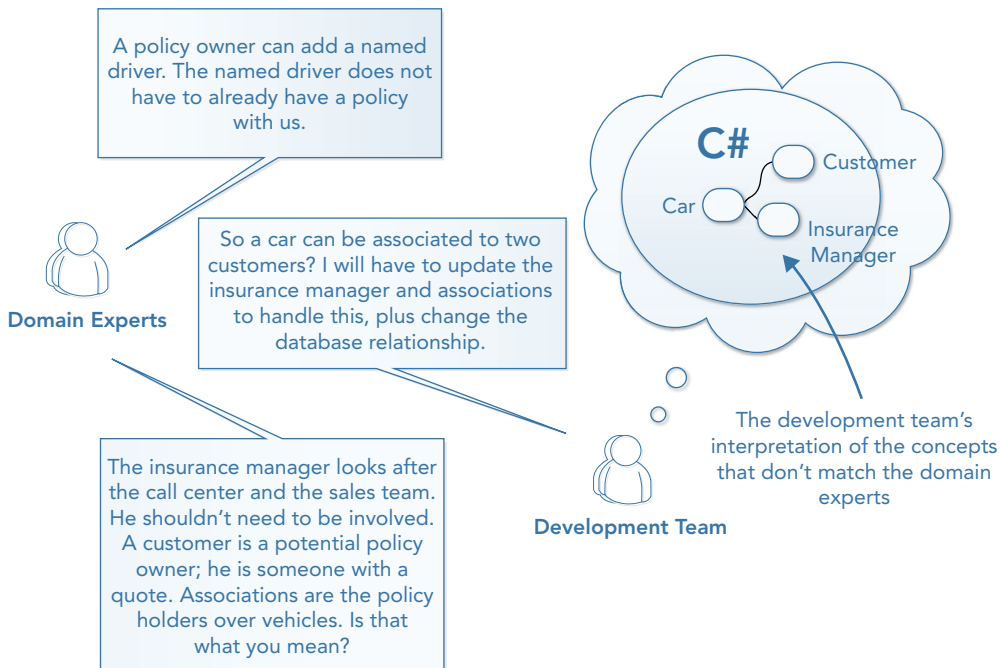 A policy owner can add a named
driver. The named driver does not
have to already have a policy
with us.
C#
Customer
Car
Insurance
Manager
So a car can be associated to two
customers? I will have to update the
insurance manager and associations
to handle this, plus change the
database relationship.
Domain Experts
The development team’s
interpretation of the concepts
that don’t match the domain
experts
The insurance manager looks after
the call center and the sales team.
He shouldn’t need to be involved.
A customer is a potential policy
owner; he is someone with a
quote. Associations are the policy
holders over vehicles. Is that
what you mean?
Development Team